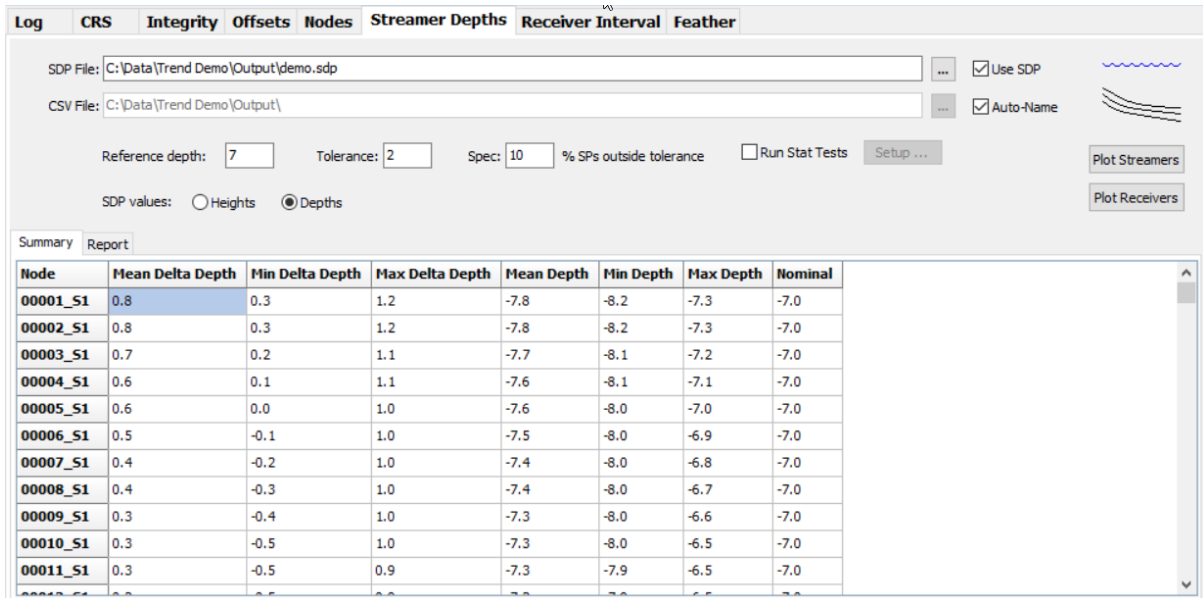 Log CRS Integrity Offsets Nodes Streamer Depths Receiver Interval Feather
SDP File: C:\Data\Trend Demo\Output\demo.sdp ... Use SDP
CSV File: C:\Data\Trend Demo\Output\ ... Auto-Name
Reference depth: 7 Tolerance: 2 Spec: 10 % SPs outside tolerance Run Stat Tests Setup ... Plot Streamers
SDP values: Heights Depths Plot Receivers
Summary Report
Node Mean Delta Depth Min Delta Depth Max Delta Depth Mean Depth Min Depth Max Depth Nominal
00001_S1 0.8 0.3 1.2 -7.8 -8.2 -7.3 -7.0
00002_S1 0.8 0.3 1.2 -7.8 -8.2 -7.3 -7.0
00003_S1 0.7 0.2 1.1 -7.7 -8.1 -7.2 -7.0
00004_S1 0.6 0.1 1.1 -7.6 -8.1 -7.1 -7.0
00005_S1 0.6 0.0 1.0 -7.6 -8.0 -7.0 -7.0
00006_S1 0.5 -0.1 1.0 -7.5 -8.0 -6.9 -7.0
00007_S1 0.4 -0.2 1.0 -7.4 -8.0 -6.8 -7.0
00008_S1 0.4 -0.3 1.0 -7.4 -8.0 -6.7 -7.0
00009_S1 0.3 -0.4 1.0 -7.3 -8.0 -6.6 -7.0
00010_S1 0.3 -0.5 1.0 -7.3 -8.0 -6.5 -7.0
00011_S1 0.3 -0.5 0.9 -7.3 -7.9 -6.5 -7.0